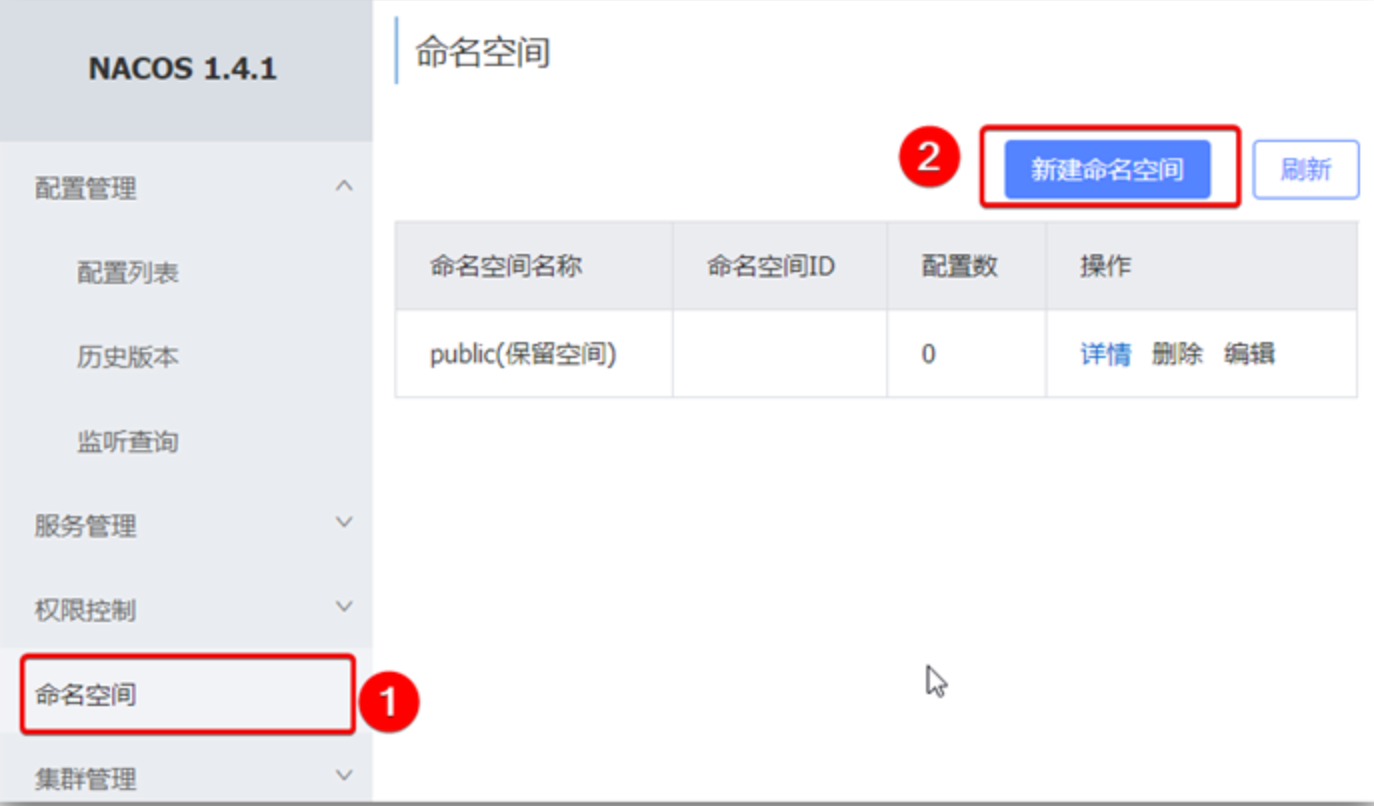 NACOS 1.4.1
配置管理
配置列表
历史版本
监听查询
服务管理
权限控制
命名空间
1
集群管理
命名空间
2
新建命名空间
刷新
命名空间名称 命名空间ID 配置数 操作
public(保留空间) 0 详情 删除 编辑